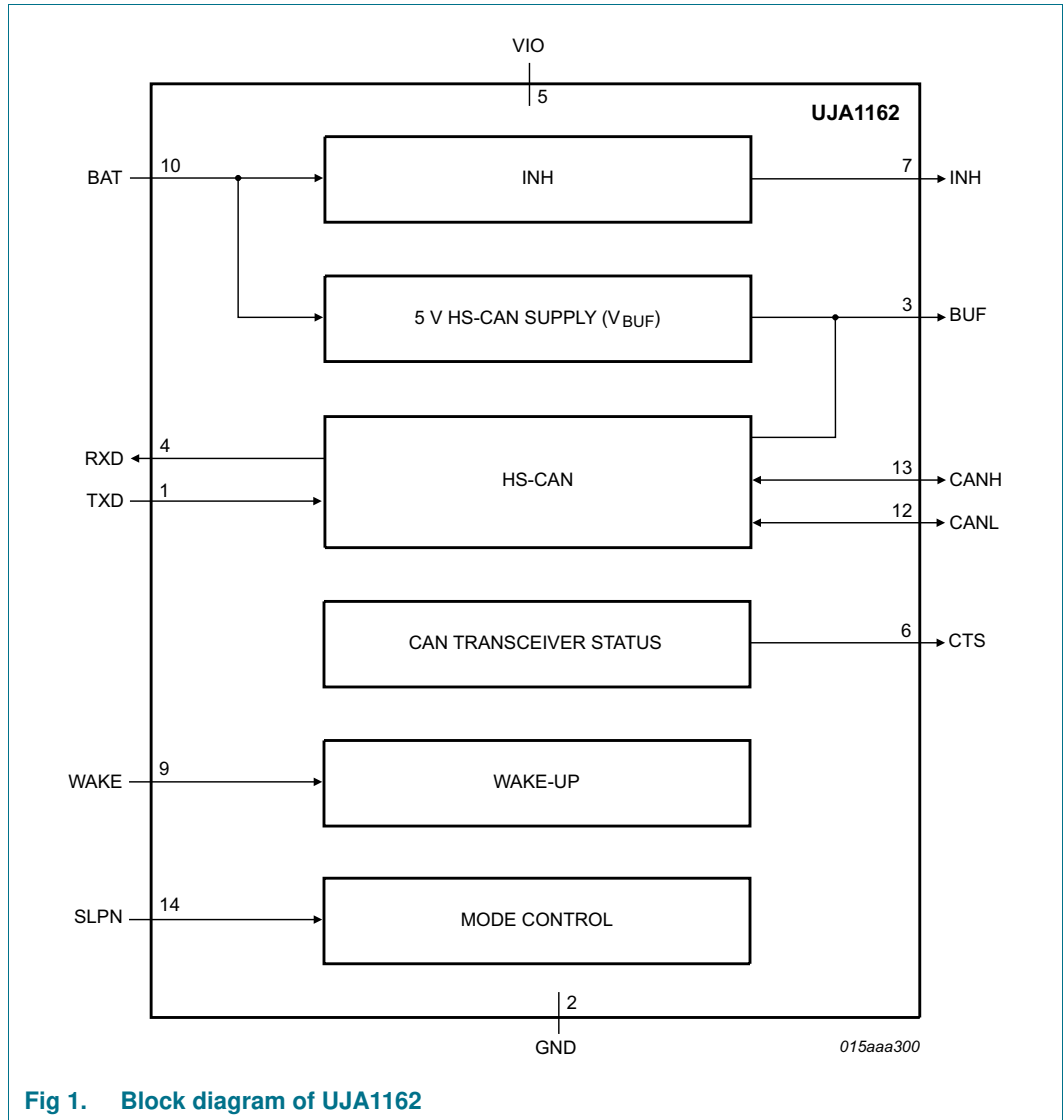 VIO
5
UJA1162
BAT
10
INH
7
INH
5 V HS-CAN SUPPLY (VBUF)
3
BUF
RXD
4
TXD
1
HS-CAN
13
CANH
12
CANL
CAN TRANSCEIVER STATUS
6
CTS
WAKE
9
WAKE-UP
SLPN
14
MODE CONTROL
2
GND
015aaa300
Fig 1. Block diagram of UJA1162